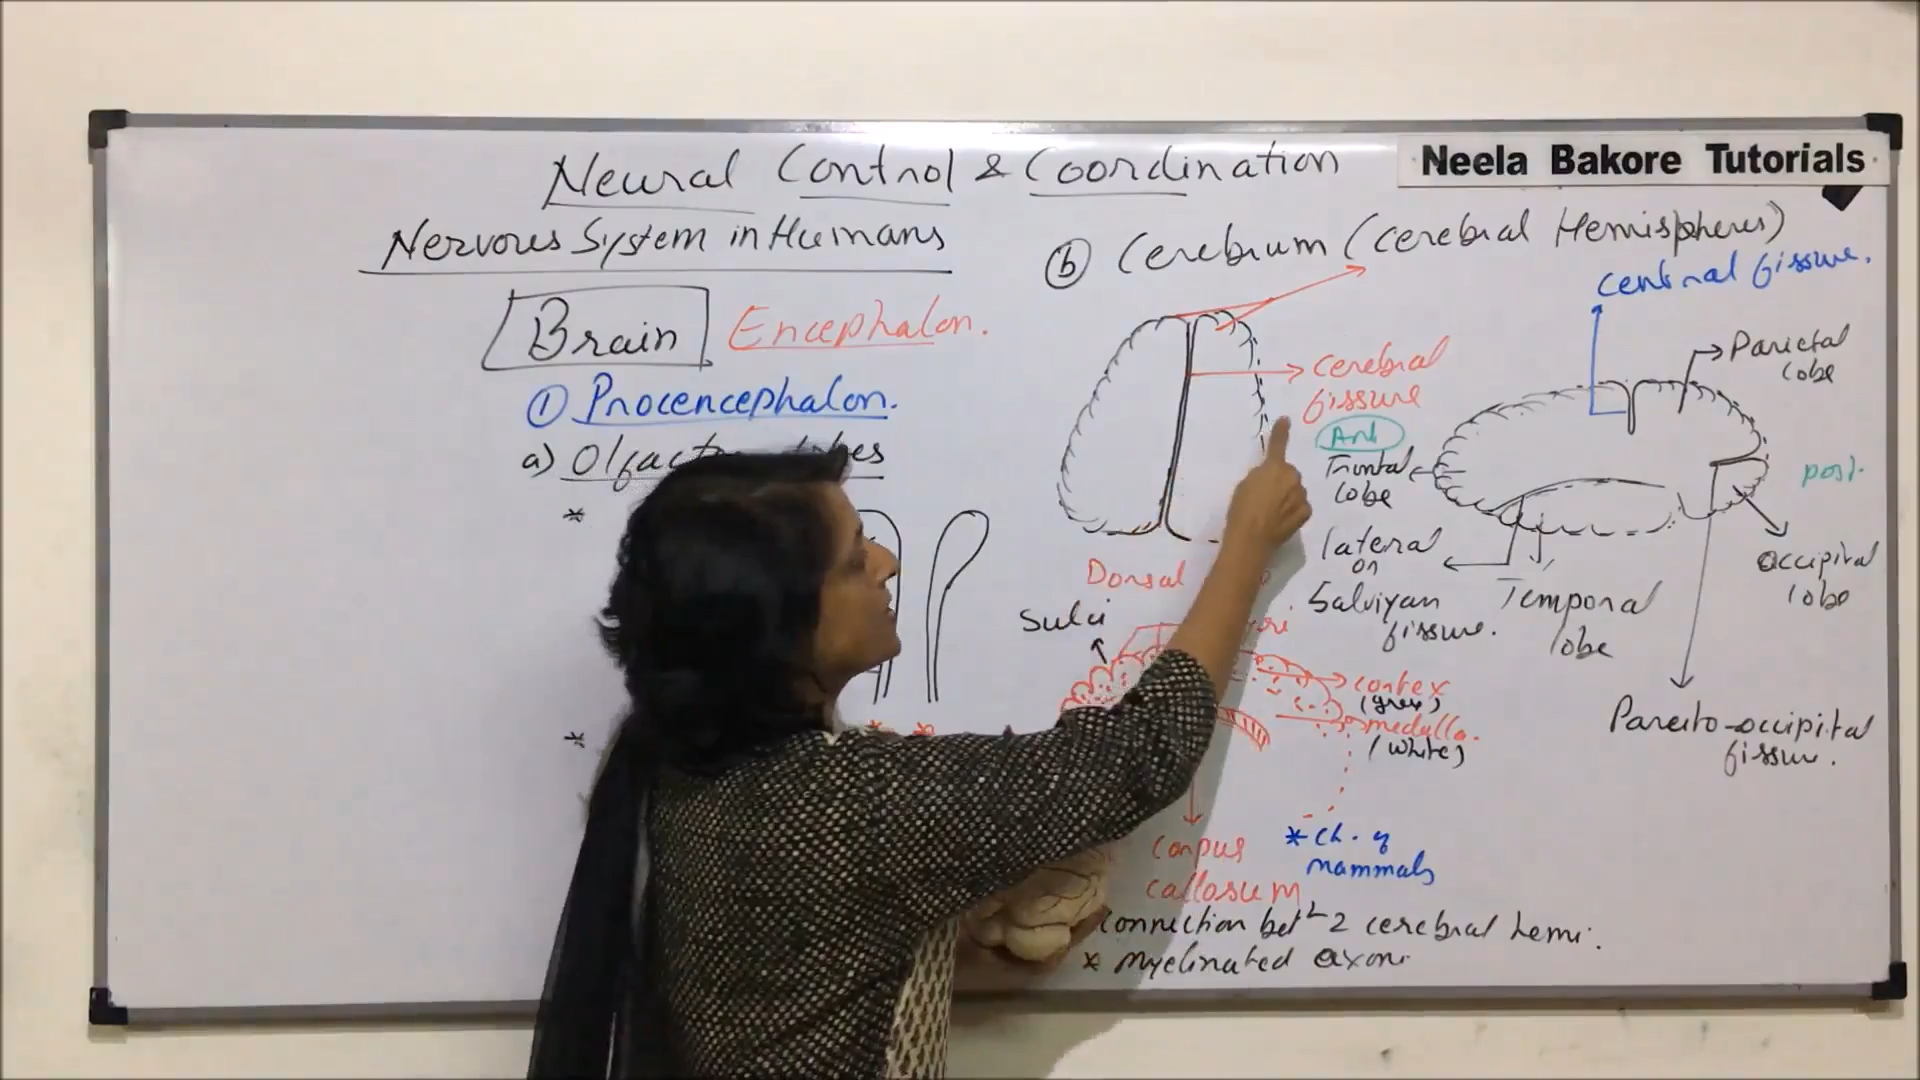 Neural Control & Coordination
Neela Bakore Tutorials
Nervous System in Humans
Brain
Encephalon.
① Procencephalon.
a)
*
*
ⓑ Cerebrum (Cerebral Hemispheres)
Cerebral
fissure
Dorsal
Sulci
cortex
(grey)
medulla.
(white)
corpus
callosum
* ch. of
mammals
connection bet 2 cerebral hemi.
* myelinated axon
central fissure.
Parietal
lobe
Ant
Frontal
lobe
post.
lateral
or
Salviyan
fissure.
Temporal
lobe
Occipital
lobe
Pareito-occipital
fissure.